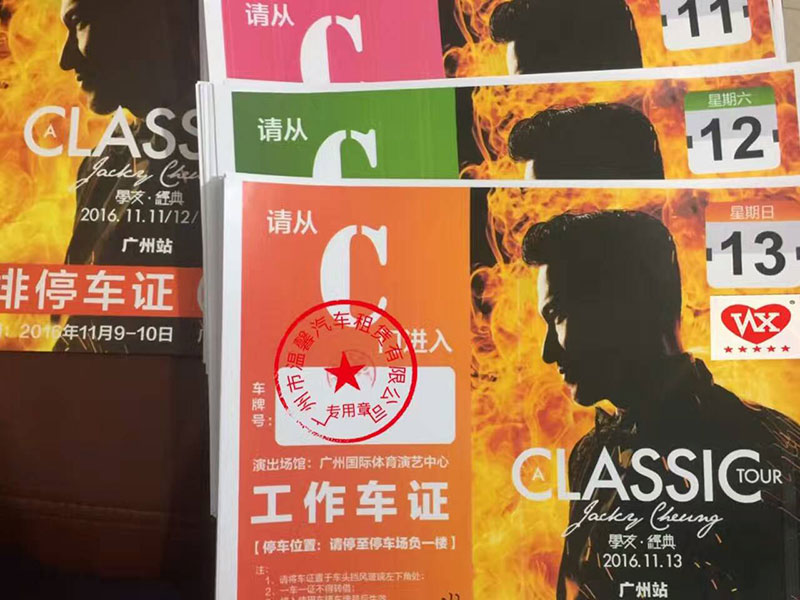 请从
C
11
请从
C
星期六
12
A CLASS
Jacky Cheu
學友·經典
2016.11.11/12/
广州站
排停车证
2016年11月9-10日
请从
C
门进入
星期日
13
WX
广州市温馨汽车租赁有限公司
专用章
车牌号:
演出场馆：广州国际体育演艺中心
工作车证
【 停车位置：请停至停车场负一楼 】
注:
1、请将车证置于车头挡风玻璃左下角处;
2、一车一证不得转借;
A CLASSIC TOUR
Jacky Cheung
學友·經典
2016.11.13
广州站